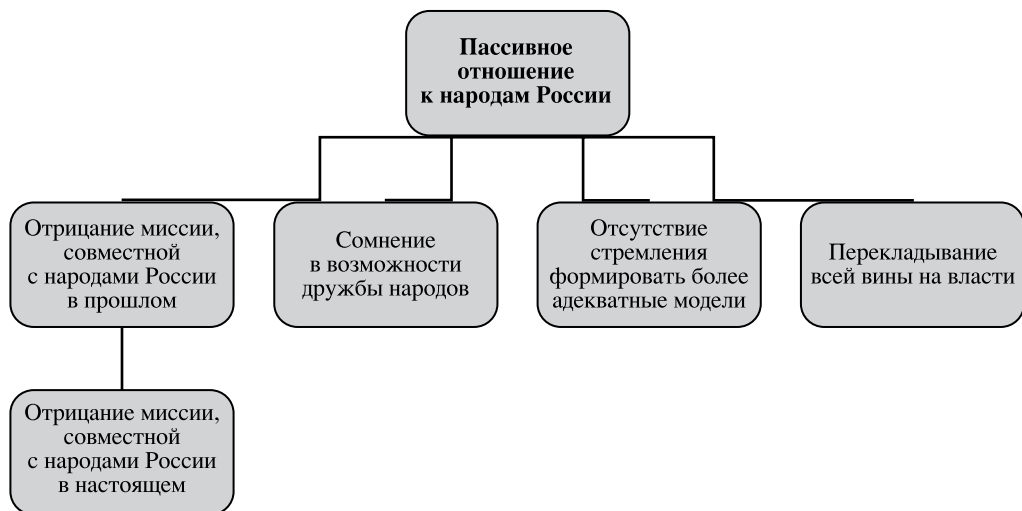 Пассивное
отношение
к народам России
Отрицание миссии,
совместной
с народами России
в прошлом
Сомнение
в возможности
дружбы народов
Отсутствие
стремления
формировать более
адекватные модели
Перекладывание
всей вины на власти
Отрицание миссии,
совместной
с народами России
в настоящем